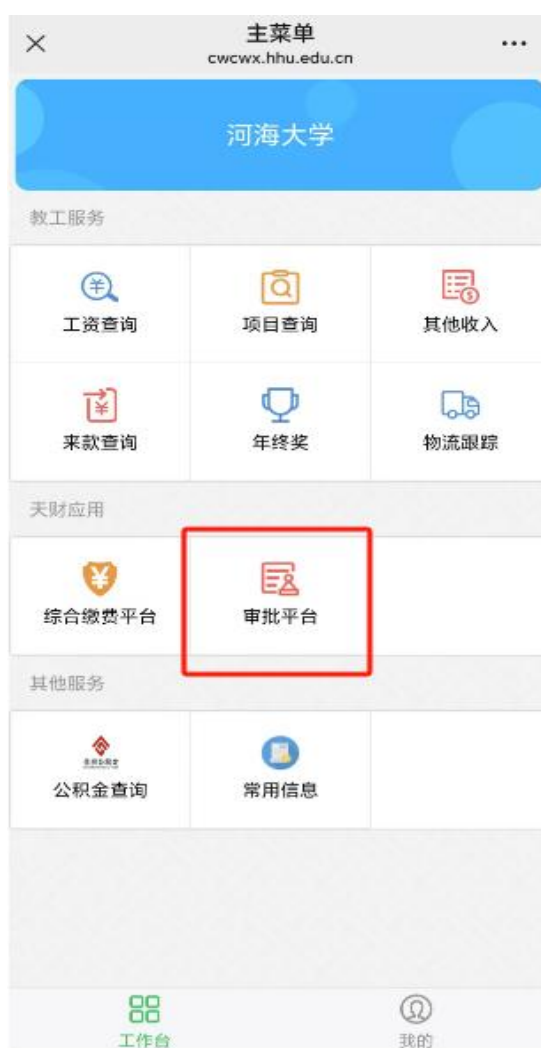 主菜单
cwcwx.hhu.edu.cn
河海大学
教工服务
工资查询
项目查询
其他收入
来款查询
年终奖
物流跟踪
天财应用
综合缴费平台
审批平台
其他服务
公积金查询
常用信息
工作台
我的